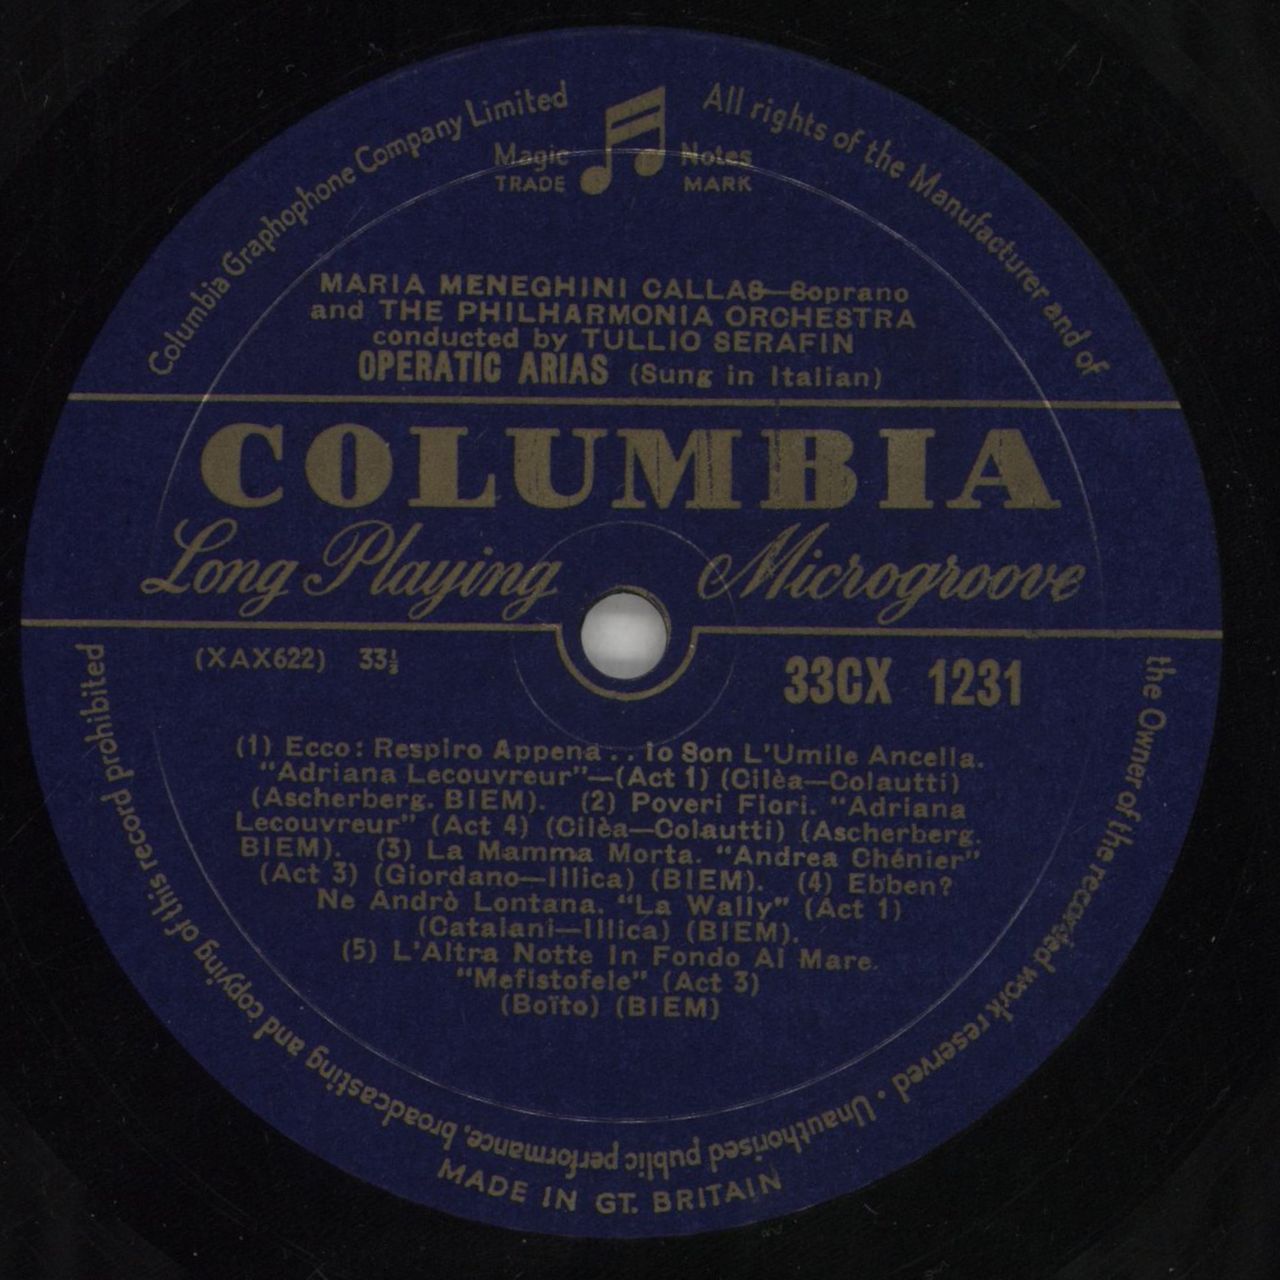 Columbia Graphophone Company Limited
All rights of the Manufacturer and of
the Owner of the recorded work reserved · Unauthorised public performance, broadcasting and copying of this record prohibited
Magic Notes
TRADE MARK
MARIA MENEGHINI CALLAS—Soprano
and THE PHILHARMONIA ORCHESTRA
conducted by TULLIO SERAFIN
OPERATIC ARIAS (Sung in Italian)
COLUMBIA
Long Playing Microgroove
(XAX622) 33⅓
33CX 1231
(1) Ecco: Respiro Appena . . Io Son L'Umile Ancella.
"Adriana Lecouvreur"—(Act 1) (Cilèa—Colautti)
(Ascherberg. BIEM). (2) Poveri Fiori. "Adriana
Lecouvreur" (Act 4) (Cilèa—Colautti) (Ascherberg.
BIEM). (3) La Mamma Morta. "Andrea Chénier"
(Act 3) (Giordano—Illica) (BIEM). (4) Ebben?
Ne Andrò Lontana. "La Wally" (Act 1)
(Catalani—Illica) (BIEM).
(5) L'Altra Notte In Fondo Al Mare.
"Mefistofele" (Act 3)
(Boïto) (BIEM)
MADE IN GT. BRITAIN